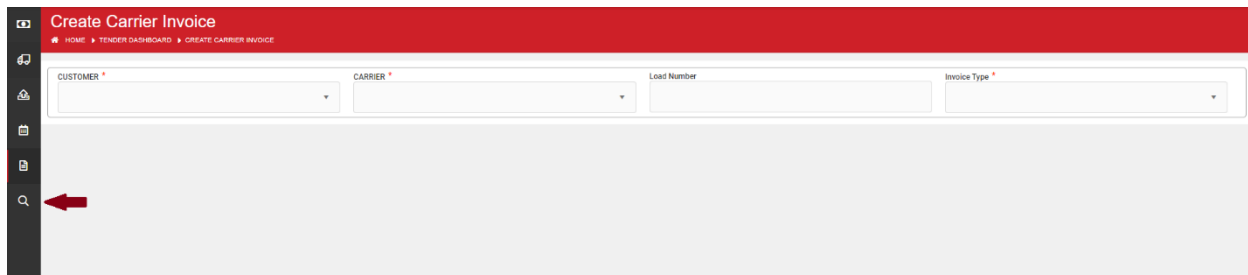 Create Carrier Invoice
HOME TENDER DASHBOARD CREATE CARRIER INVOICE
CUSTOMER * CARRIER * Load Number Invoice Type *